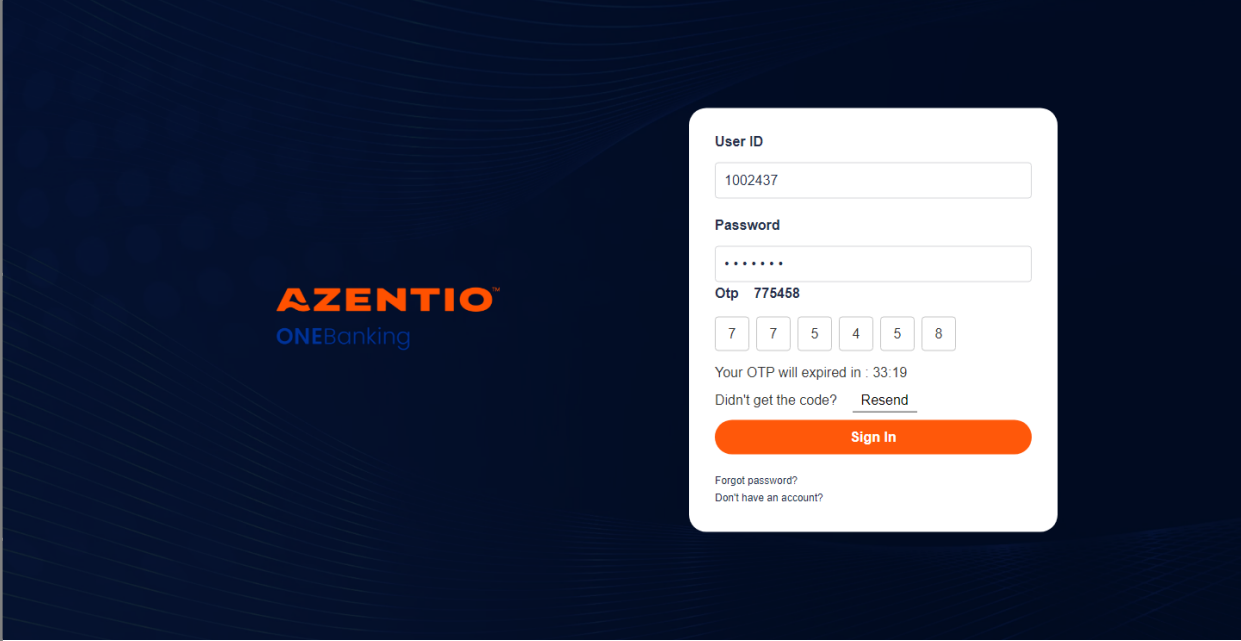 AZENTIO™
ONEBanking
User ID
1002437
Password
•••••••
Otp 775458
7 7 5 4 5 8
Your OTP will expired in : 33:19
Didn't get the code? Resend
Sign In
Forgot password?
Don't have an account?